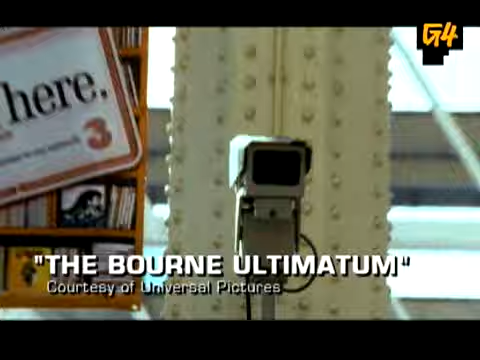 G4
here.
3
"THE BOURNE ULTIMATUM"
Courtesy of Universal Pictures